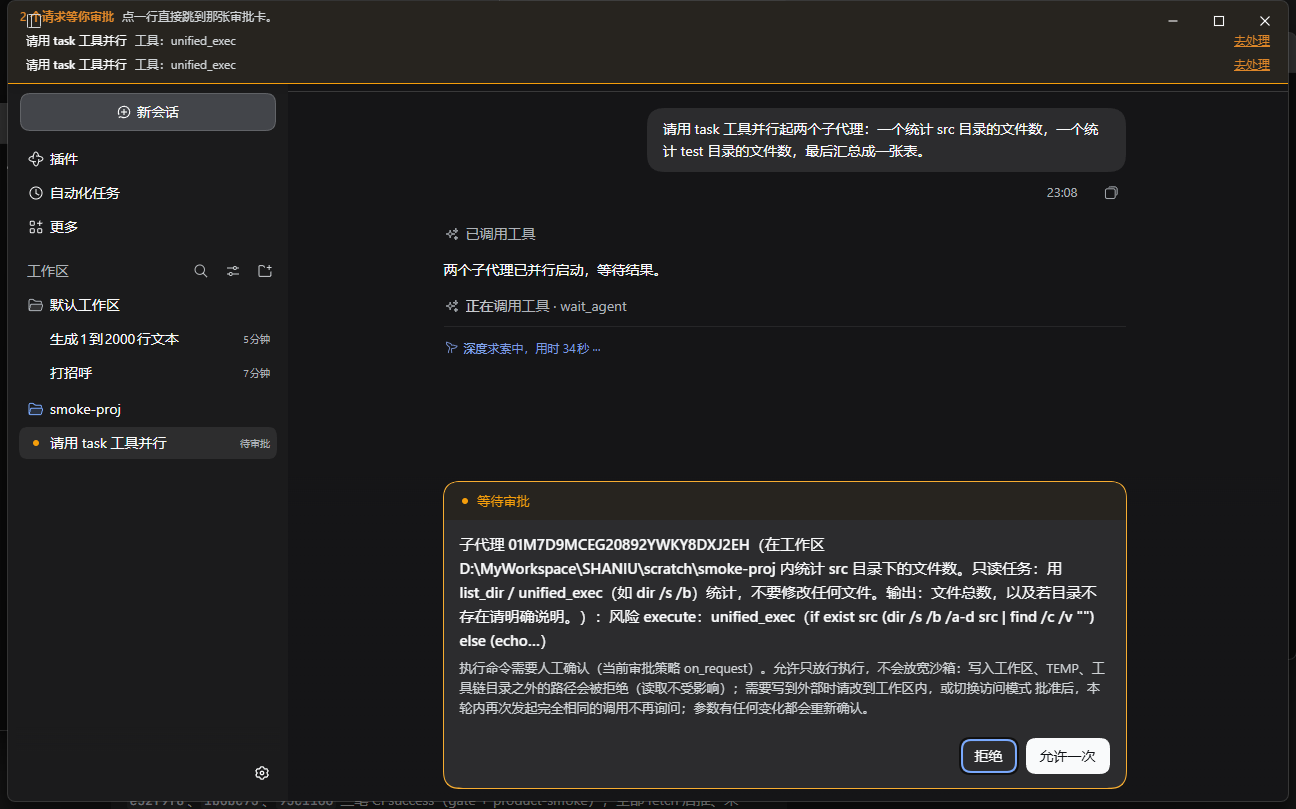 2个请求等你审批 点一行直接跳到那张审批卡。
请用 task 工具并行 工具：unified_exec 去处理
请用 task 工具并行 工具：unified_exec 去处理
新会话
插件
自动化任务
更多
工作区
默认工作区
生成1到2000行文本 5分钟
打招呼 7分钟
smoke-proj
请用 task 工具并行 待审批
请用 task 工具并行起两个子代理：一个统计 src 目录的文件数，一个统
计 test 目录的文件数，最后汇总成一张表。
23:08
已调用工具
两个子代理已并行启动，等待结果。
正在调用工具 · wait_agent
深度求索中，用时 34秒 ···
等待审批
子代理 01M7D9MCEG20892YWKY8DXJ2EH（在工作区
D:\MyWorkspace\SHANIU\scratch\smoke-proj 内统计 src 目录下的文件数。只读任务：用
list_dir / unified_exec（如 dir /s /b）统计，不要修改任何文件。输出：文件总数，以及若目录不
存在请明确说明。）：风险 execute：unified_exec（if exist src (dir /s /b /a-d src | find /c /v "")
else (echo...）
执行命令需要人工确认（当前审批策略 on_request）。允许只放行执行，不会放宽沙箱：写入工作区、TEMP、工
具链目录之外的路径会被拒绝（读取不受影响）；需要写到外部时请改到工作区内，或切换访问模式 批准后，本
轮内再次发起完全相同的调用不再询问；参数有任何变化都会重新确认。
拒绝
允许一次